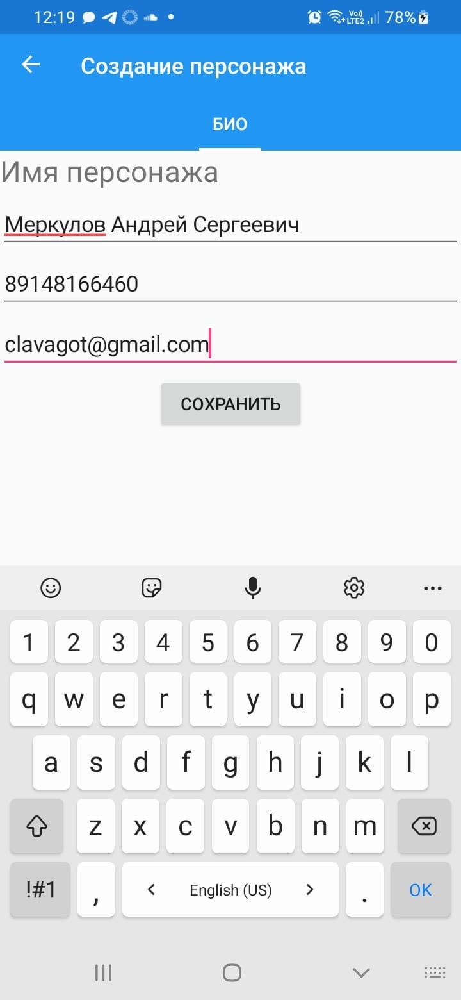 12:19 Vo)) LTE2 78%
Создание персонажа
БИО
Имя персонажа
Меркулов Андрей Сергеевич
89148166460
clavagot@gmail.com
СОХРАНИТЬ
1 2 3 4 5 6 7 8 9 0
q w e r t y u i o p
a s d f g h j k l
z x c v b n m
!#1 , < English (US) > . OK